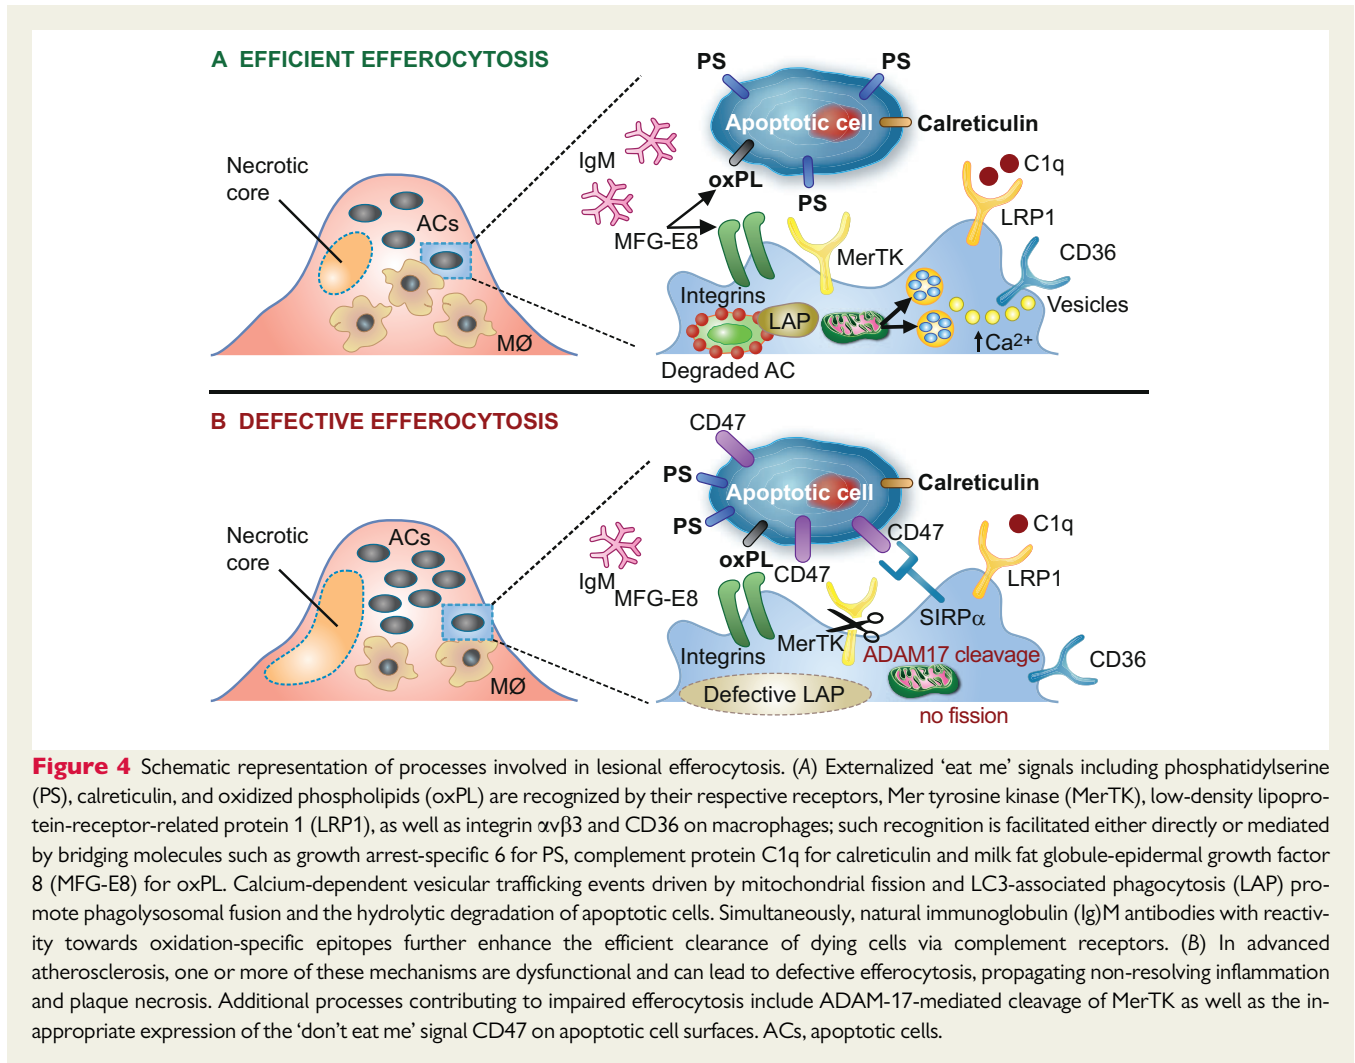 A EFFICIENT EFFEROCYTOSIS
PS
PS
Apoptotic cell
Calreticulin
IgM
oxPL
PS
C1q
LRP1
Necrotic
core
ACs
MFG-E8
MerTK
CD36
Integrins
Vesicles
LAP
MØ
↑Ca²⁺
Degraded AC
B DEFECTIVE EFFEROCYTOSIS
CD47
PS
Apoptotic cell
Calreticulin
PS
C1q
CD47
Necrotic
core
ACs
oxPL
CD47
IgM
MFG-E8
LRP1
SIRPα
MerTK
Integrins
ADAM17 cleavage
CD36
MØ
Defective LAP
no fission
Figure 4 Schematic representation of processes involved in lesional efferocytosis. (A) Externalized ‘eat me’ signals including phosphatidylserine
(PS), calreticulin, and oxidized phospholipids (oxPL) are recognized by their respective receptors, Mer tyrosine kinase (MerTK), low-density lipopro-
tein-receptor-related protein 1 (LRP1), as well as integrin αvβ3 and CD36 on macrophages; such recognition is facilitated either directly or mediated
by bridging molecules such as growth arrest-specific 6 for PS, complement protein C1q for calreticulin and milk fat globule-epidermal growth factor
8 (MFG-E8) for oxPL. Calcium-dependent vesicular trafficking events driven by mitochondrial fission and LC3-associated phagocytosis (LAP) pro-
mote phagolysosomal fusion and the hydrolytic degradation of apoptotic cells. Simultaneously, natural immunoglobulin (Ig)M antibodies with reactiv-
ity towards oxidation-specific epitopes further enhance the efficient clearance of dying cells via complement receptors. (B) In advanced
atherosclerosis, one or more of these mechanisms are dysfunctional and can lead to defective efferocytosis, propagating non-resolving inflammation
and plaque necrosis. Additional processes contributing to impaired efferocytosis include ADAM-17-mediated cleavage of MerTK as well as the in-
appropriate expression of the ‘don’t eat me’ signal CD47 on apoptotic cell surfaces. ACs, apoptotic cells.